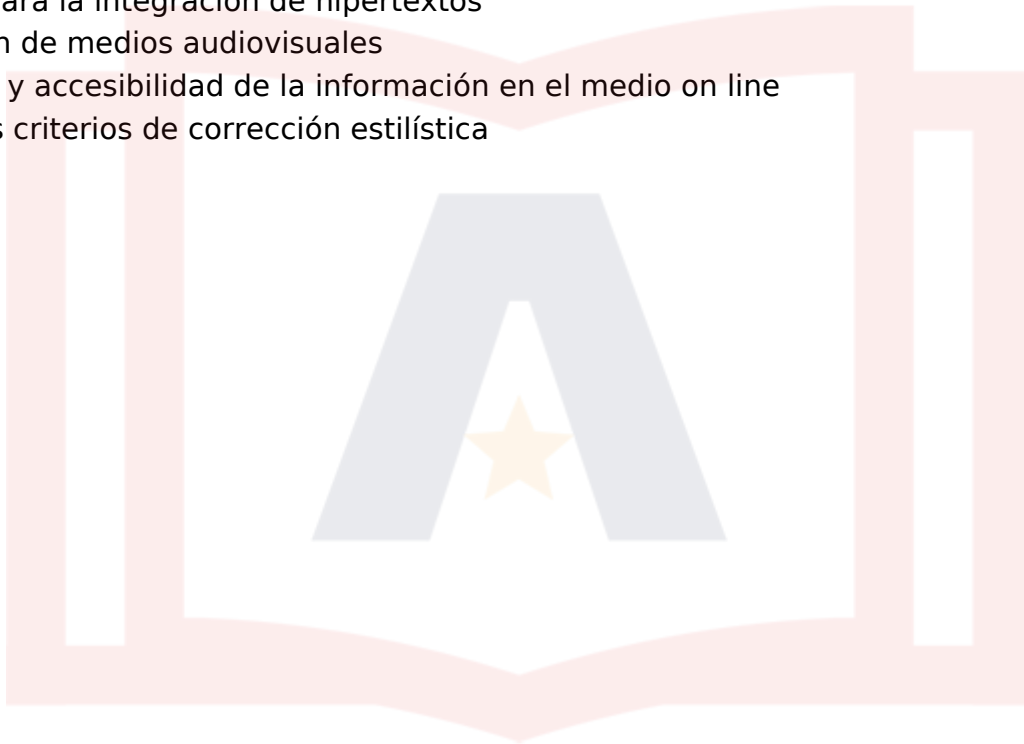 la integración de hipertextos
de medios audiovisuales
y accesibilidad de la información en el medio on line
criterios de corrección estilística